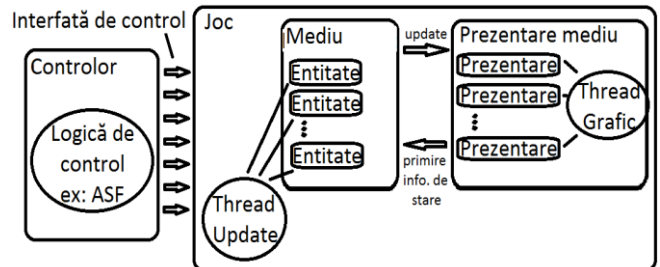 Interfată de control
Controlor
Logică de
control
ex: ASF
Joc
Mediu
Entitate
Entitate
Entitate
Thread
Update
update
primire
info. de
stare
Prezentare mediu
Prezentare
Prezentare
Prezentare
Thread
Grafic